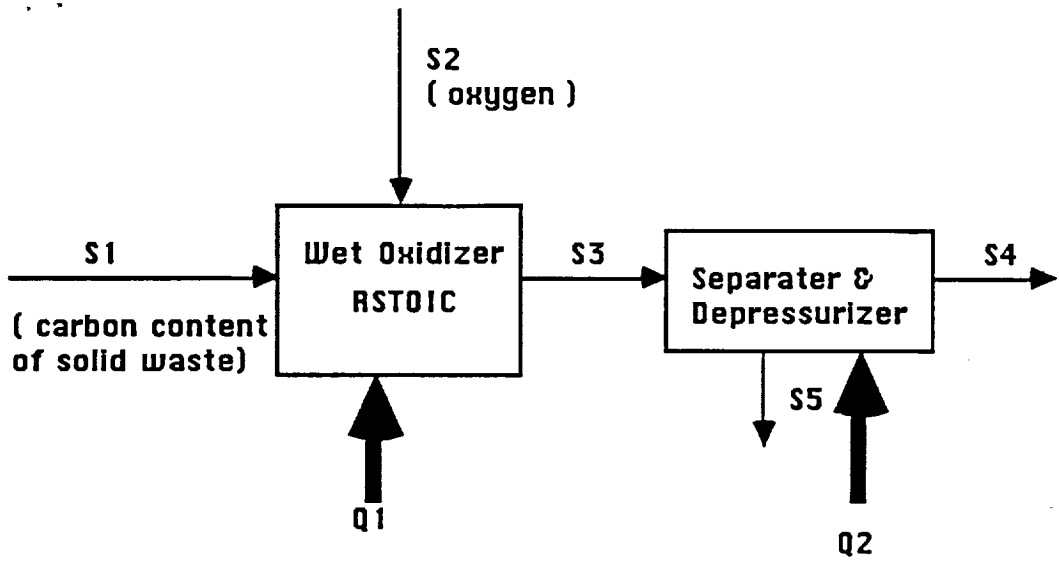 S2
( oxygen )
Wet Oxidizer
RSTOIC
S1
( carbon content
of solid waste)
S3
Separater &
Depressurizer
S4
S5
Q1
Q2